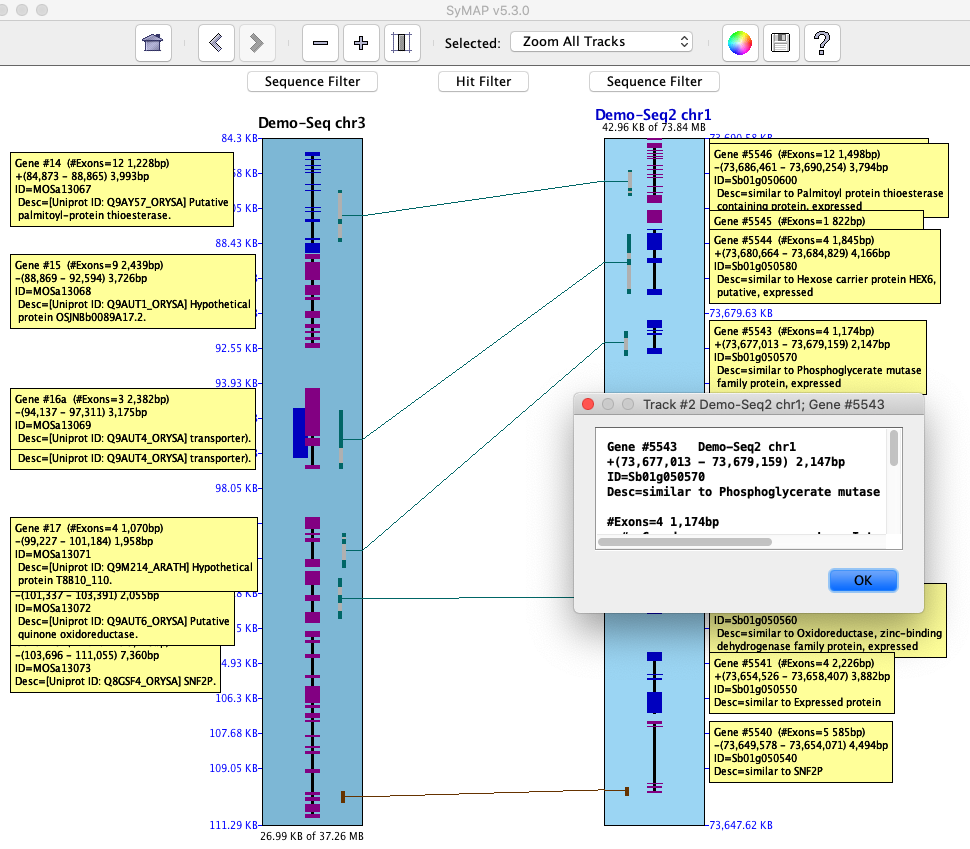 SyMAP v5.3.0
Selected:
Zoom All Tracks
?
Sequence Filter
Hit Filter
Sequence Filter
Demo-Seq chr3
84.3 KB
88.43 KB
92.55 KB
93.93 KB
98.05 KB
106.3 KB
107.68 KB
109.05 KB
111.29 KB
26.99 KB of 37.26 MB
Gene #14 (#Exons=12 1,228bp)
+(84,873 - 88,865) 3,993bp
ID=MOSa13067
Desc=[Uniprot ID: Q9AY57_ORYSA] Putative
palmitoyl-protein thioesterase.
Gene #15 (#Exons=9 2,439bp)
-(88,869 - 92,594) 3,726bp
ID=MOSa13068
Desc=[Uniprot ID: Q9AUT1_ORYSA] Hypothetical
protein OSJNBb0089A17.2.
Gene #16a (#Exons=3 2,382bp)
-(94,137 - 97,311) 3,175bp
ID=MOSa13069
Desc=[Uniprot ID: Q9AUT4_ORYSA] transporter).
Desc=[Uniprot ID: Q9AUT4_ORYSA] transporter).
Gene #17 (#Exons=4 1,070bp)
-(99,227 - 101,184) 1,958bp
ID=MOSa13071
Desc=[Uniprot ID: Q9M214_ARATH] Hypothetical
protein T8B10_110.
-(101,337 - 103,391) 2,055bp
ID=MOSa13072
Desc=[Uniprot ID: Q9AUT6_ORYSA] Putative
quinone oxidoreductase.
-(103,696 - 111,055) 7,360bp
ID=MOSa13073
Desc=[Uniprot ID: Q8GSF4_ORYSA] SNF2P.
Demo-Seq2 chr1
42.96 KB of 73.84 MB
73,690.58 KB
73,679.63 KB
73,647.62 KB
Gene #5546 (#Exons=12 1,498bp)
-(73,686,461 - 73,690,254) 3,794bp
ID=Sb01g050600
Desc=similar to Palmitoyl protein thioesterase
containing protein, expressed
Gene #5545 (#Exons=1 822bp)
Gene #5544 (#Exons=4 1,845bp)
+(73,680,664 - 73,684,829) 4,166bp
ID=Sb01g050580
Desc=similar to Hexose carrier protein HEX6,
putative, expressed
Gene #5543 (#Exons=4 1,174bp)
+(73,677,013 - 73,679,159) 2,147bp
ID=Sb01g050570
Desc=similar to Phosphoglycerate mutase
family protein, expressed
Track #2 Demo-Seq2 chr1; Gene #5543
Gene #5543 Demo-Seq2 chr1
+(73,677,013 - 73,679,159) 2,147bp
ID=Sb01g050570
Desc=similar to Phosphoglycerate mutase
#Exons=4 1,174bp
OK
ID=Sb01g050560
Desc=similar to Oxidoreductase, zinc-binding
dehydrogenase family protein, expressed
Gene #5541 (#Exons=4 2,226bp)
+(73,654,526 - 73,658,407) 3,882bp
ID=Sb01g050550
Desc=similar to Expressed protein
Gene #5540 (#Exons=5 585bp)
-(73,649,578 - 73,654,071) 4,494bp
ID=Sb01g050540
Desc=similar to SNF2P